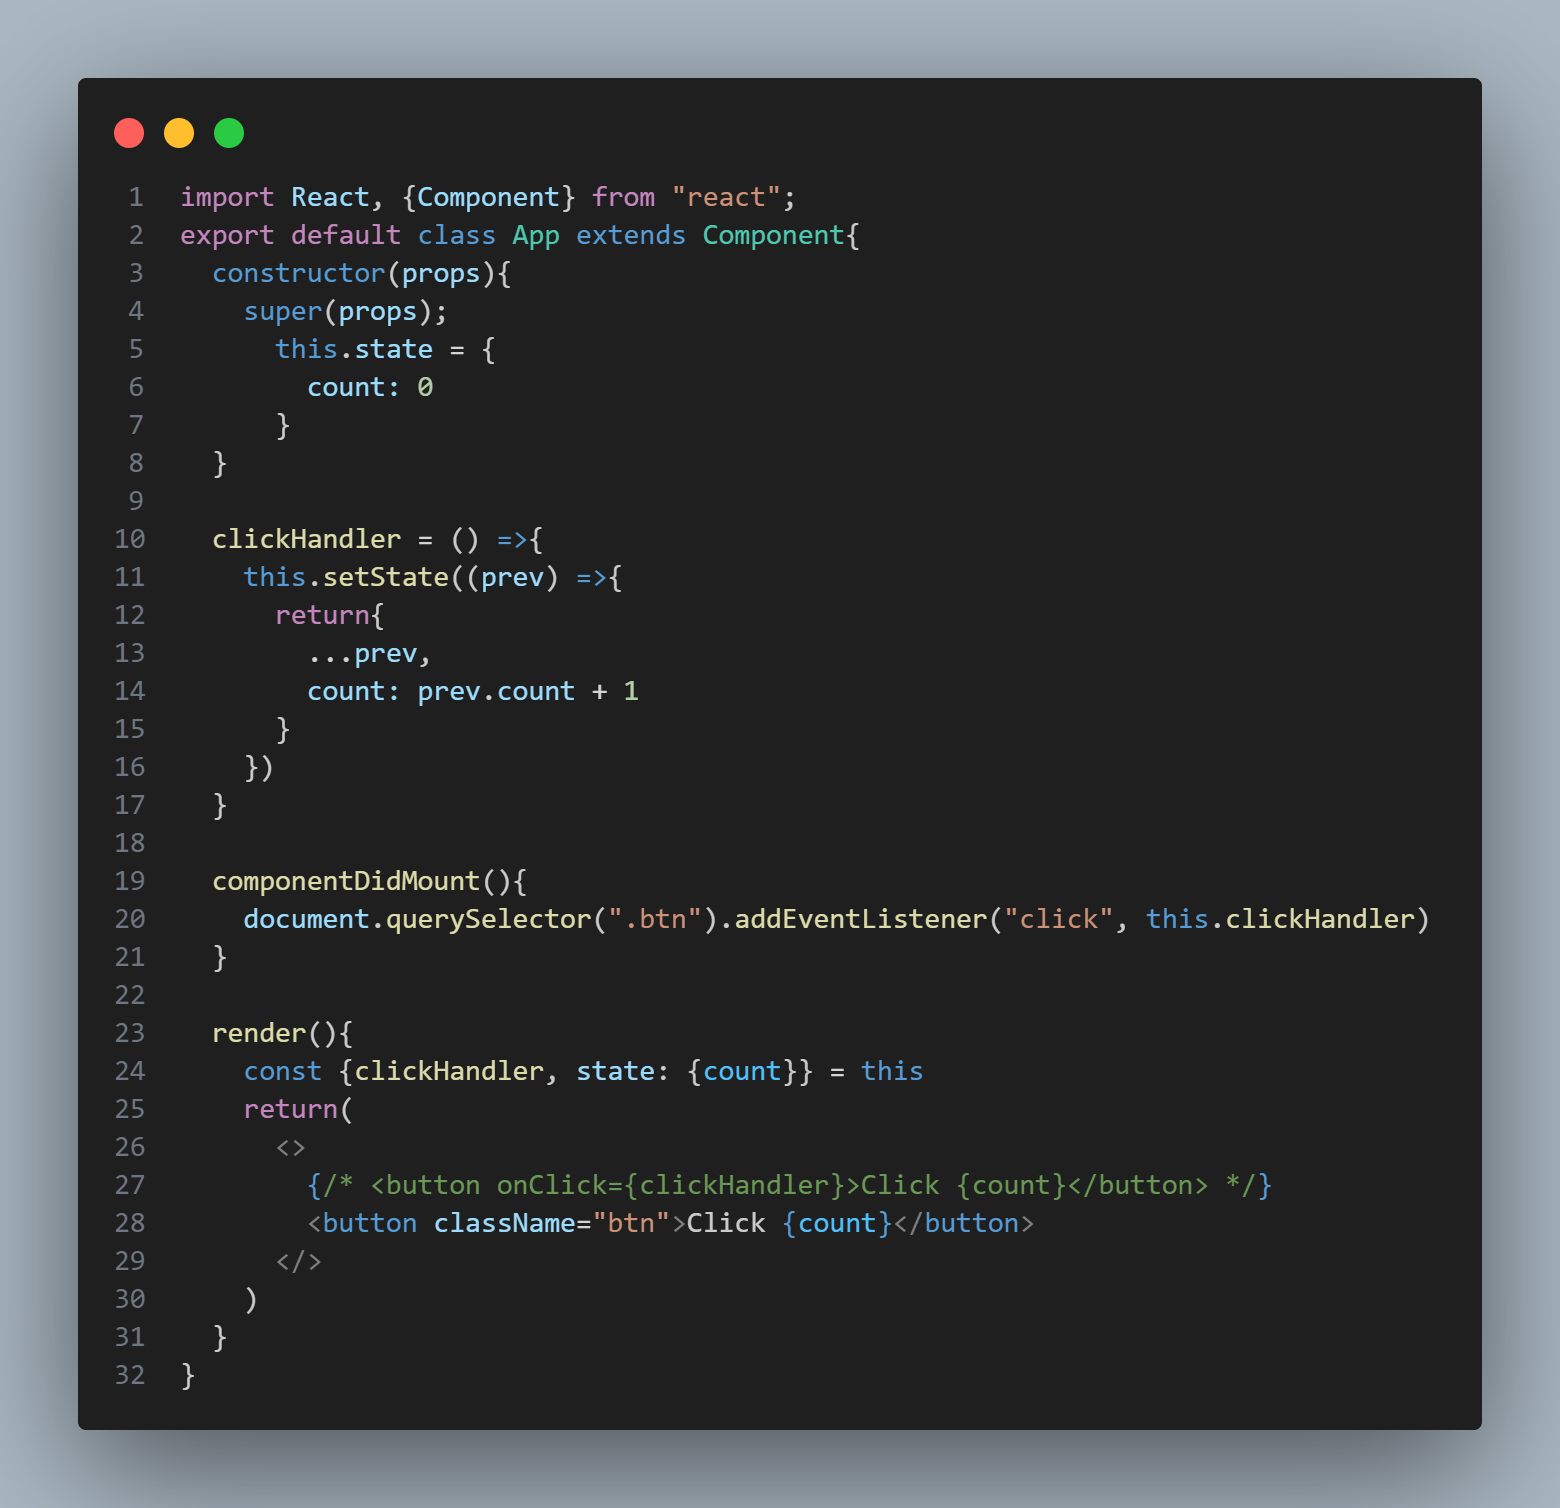 1 import React, {Component} from "react";
2 export default class App extends Component{
3   constructor(props){
4     super(props);
5       this.state = {
6         count: 0
7       }
8   }
9
10   clickHandler = () =>{
11     this.setState((prev) =>{
12       return{
13         ...prev,
14         count: prev.count + 1
15       }
16     })
17   }
18
19   componentDidMount(){
20     document.querySelector(".btn").addEventListener("click", this.clickHandler)
21   }
22
23   render(){
24     const {clickHandler, state: {count}} = this
25     return(
26       <>
27         {/* <button onClick={clickHandler}>Click {count}</button> */}
28         <button className="btn">Click {count}</button>
29       </>
30     )
31   }
32 }